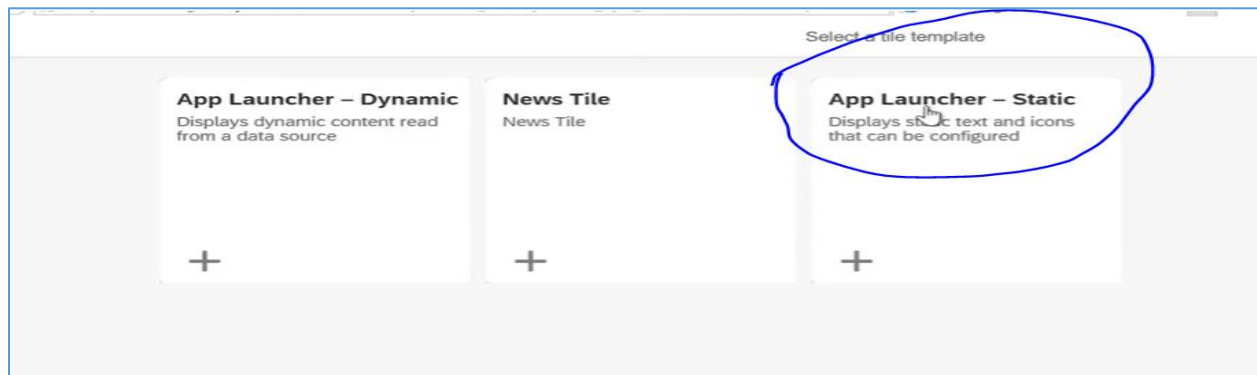 Select a tile template
App Launcher – Dynamic
Displays dynamic content read
from a data source
News Tile
News Tile
App Launcher – Static
Displays static text and icons
that can be configured